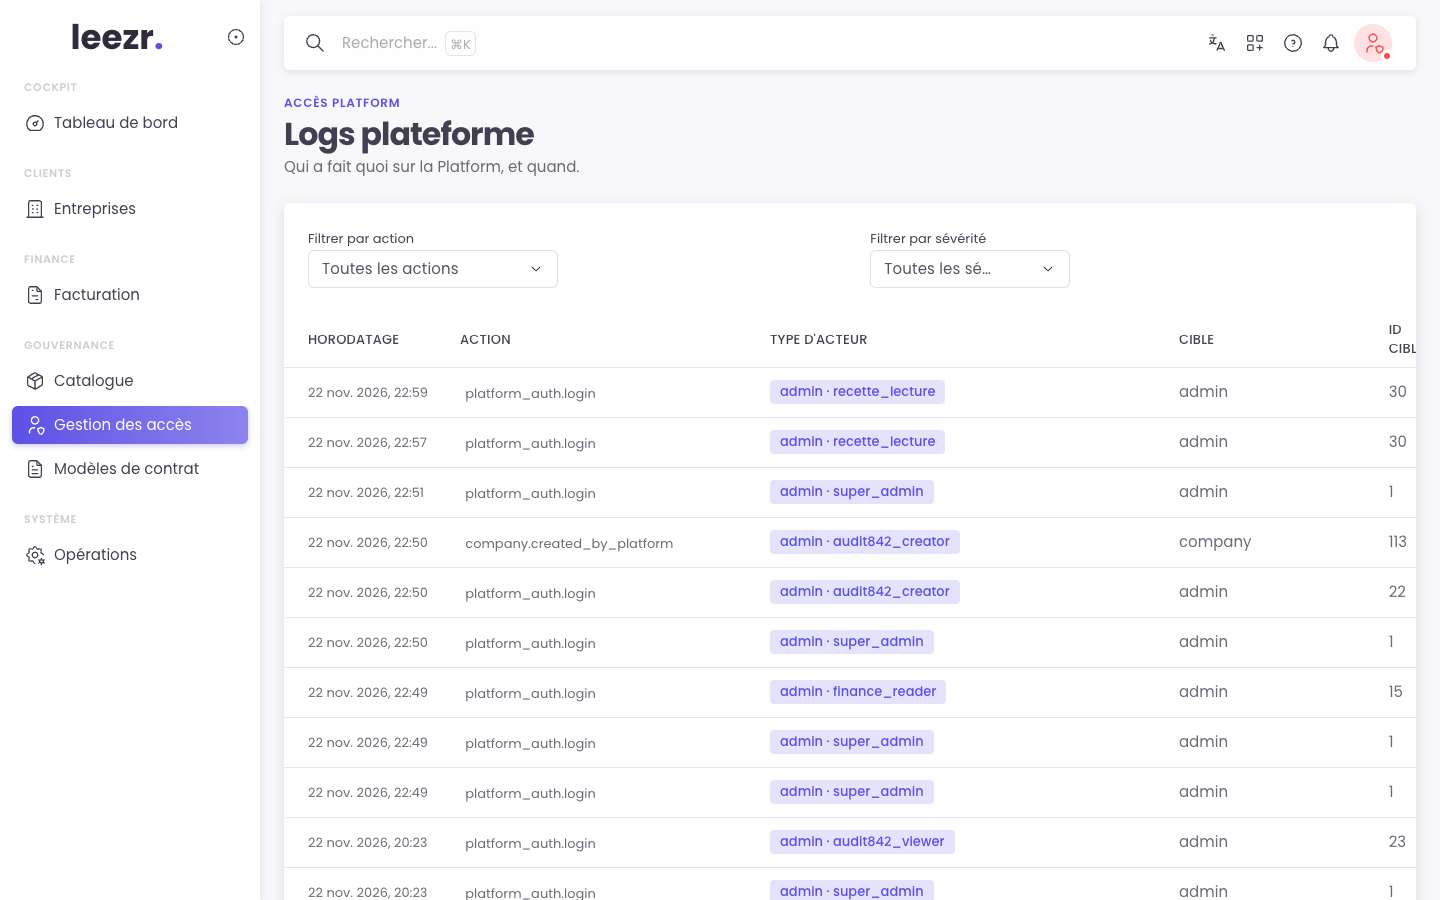 leezr.
COCKPIT
Tableau de bord
CLIENTS
Entreprises
FINANCE
Facturation
GOUVERNANCE
Catalogue
Gestion des accès
Modèles de contrat
SYSTÈME
Opérations
Rechercher... ⌘K
ACCÈS PLATFORM
Logs plateforme
Qui a fait quoi sur la Platform, et quand.
Filtrer par action
Toutes les actions
Filtrer par sévérité
Toutes les sé...
HORODATAGE ACTION TYPE D'ACTEUR CIBLE ID CIBL
22 nov. 2026, 22:59 platform_auth.login admin · recette_lecture admin 30
22 nov. 2026, 22:57 platform_auth.login admin · recette_lecture admin 30
22 nov. 2026, 22:51 platform_auth.login admin · super_admin admin 1
22 nov. 2026, 22:50 company.created_by_platform admin · audit842_creator company 113
22 nov. 2026, 22:50 platform_auth.login admin · audit842_creator admin 22
22 nov. 2026, 22:50 platform_auth.login admin · super_admin admin 1
22 nov. 2026, 22:49 platform_auth.login admin · finance_reader admin 15
22 nov. 2026, 22:49 platform_auth.login admin · super_admin admin 1
22 nov. 2026, 22:49 platform_auth.login admin · super_admin admin 1
22 nov. 2026, 20:23 platform_auth.login admin · audit842_viewer admin 23
22 nov. 2026, 20:23 platform_auth.login admin · super_admin admin 1